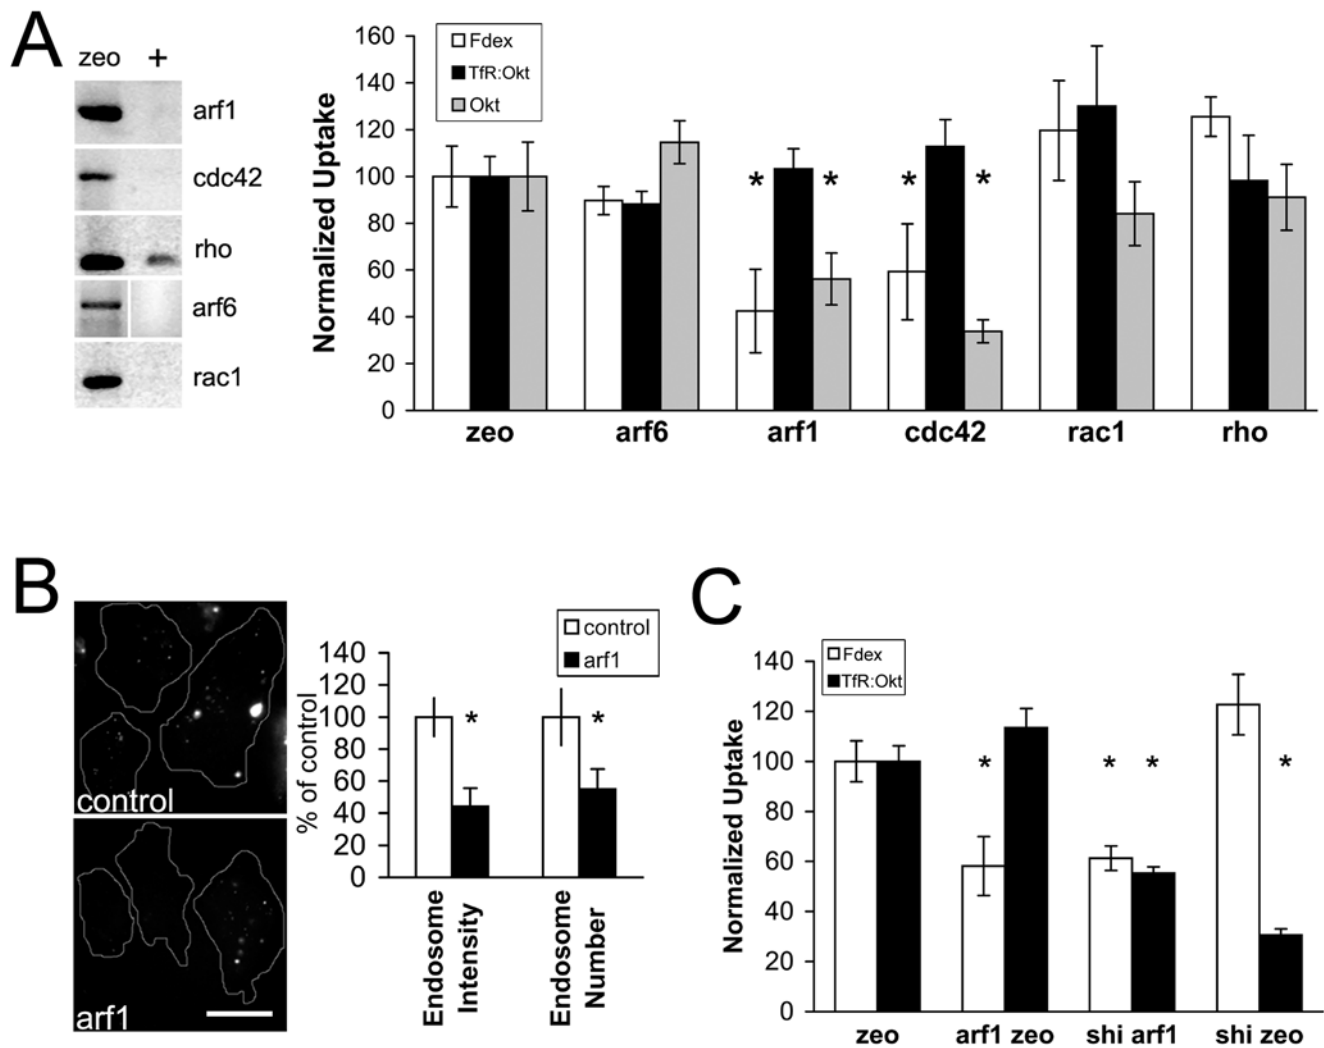 A
zeo +
arf1
cdc42
rho
arf6
rac1
Normalized Uptake
160
140
120
100
80
60
40
20
0
Fdex
TfR:Okt
Okt
* * * *
zeo arf6 arf1 cdc42 rac1 rho
B
control
arf1
% of control
140
120
100
80
60
40
20
0
control
arf1
* *
Endosome Intensity
Endosome Number
C
Normalized Uptake
140
120
100
80
60
40
20
0
Fdex
TfR:Okt
* * * *
zeo arf1 zeo shi arf1 shi zeo